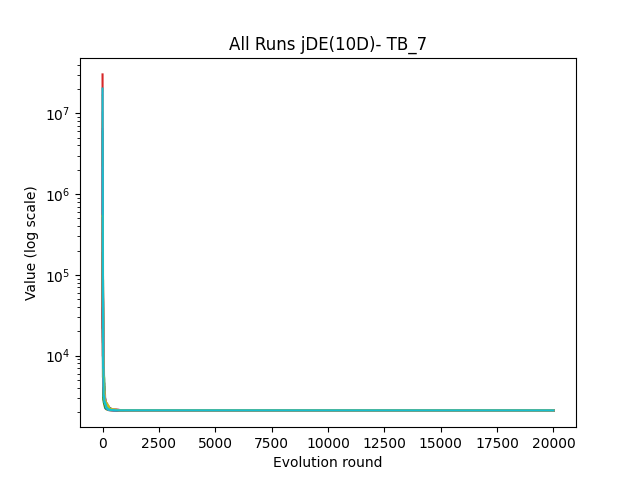 All Runs jDE(10D)- TB_7
Value (log scale)
10^7
10^6
10^5
10^4
0 2500 5000 7500 10000 12500 15000 17500 20000
Evolution round